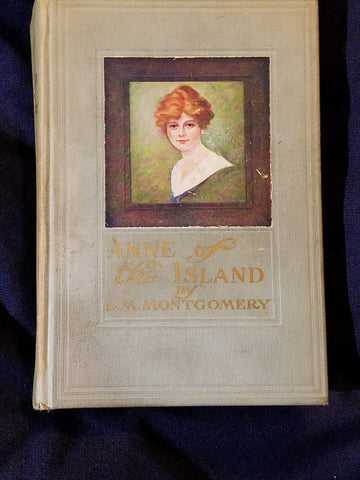 ANNE of
the ISLAND
by
L. M. MONTGOMERY